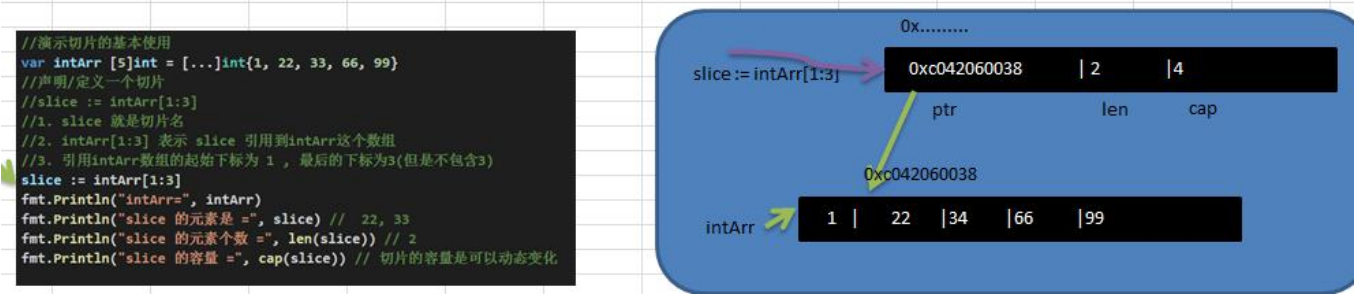 //演示切片的基本使用
var intArr [5]int = [...]int{1, 22, 33, 66, 99}
//声明/定义一个切片
//slice := intArr[1:3]
//1. slice 就是切片名
//2. intArr[1:3] 表示 slice 引用到intArr这个数组
//3. 引用intArr数组的起始下标为 1 , 最后的下标为3(但是不包含3)
slice := intArr[1:3]
fmt.Println("intArr=", intArr)
fmt.Println("slice 的元素是 =", slice) // 22, 33
fmt.Println("slice 的元素个数 =", len(slice)) // 2
fmt.Println("slice 的容量 =", cap(slice)) // 切片的容量是可以动态变化
0x.........
slice := intArr[1:3]
0xc042060038 | 2 |4
ptr len cap
0xc042060038
intArr
1 | 22 |34 |66 |99